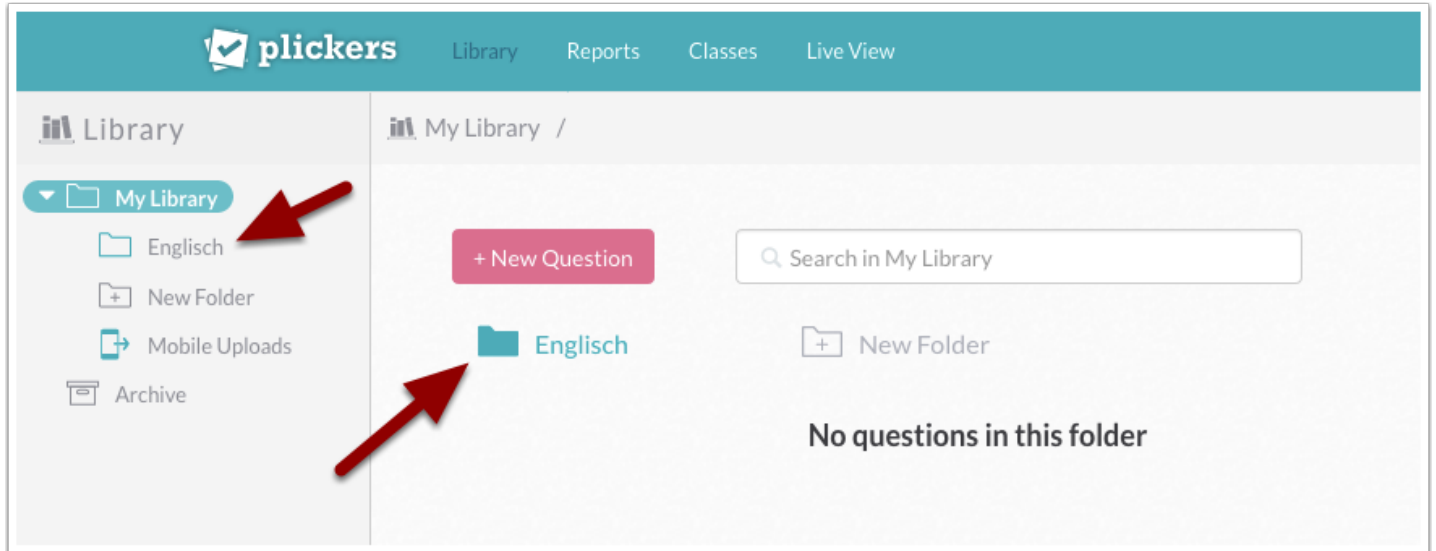 plickers Library Reports Classes Live View
Library
My Library /
My Library
Englisch
New Folder
Mobile Uploads
Archive
+ New Question
Search in My Library
Englisch
New Folder
No questions in this folder